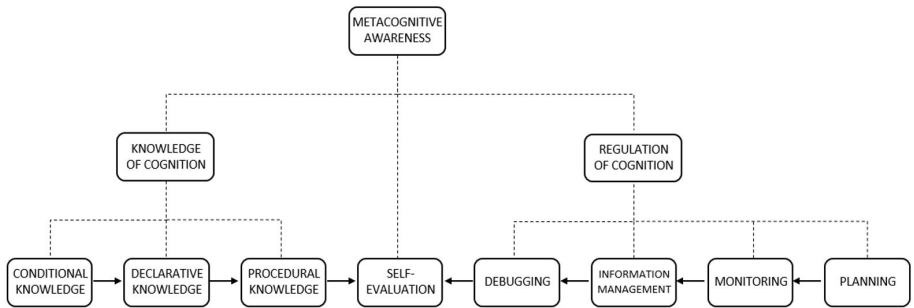 METACOGNITIVE
AWARENESS
KNOWLEDGE
OF COGNITION
REGULATION
OF COGNITION
CONDITIONAL
KNOWLEDGE
DECLARATIVE
KNOWLEDGE
PROCEDURAL
KNOWLEDGE
SELF-
EVALUATION
DEBUGGING
INFORMATION
MANAGEMENT
MONITORING
PLANNING